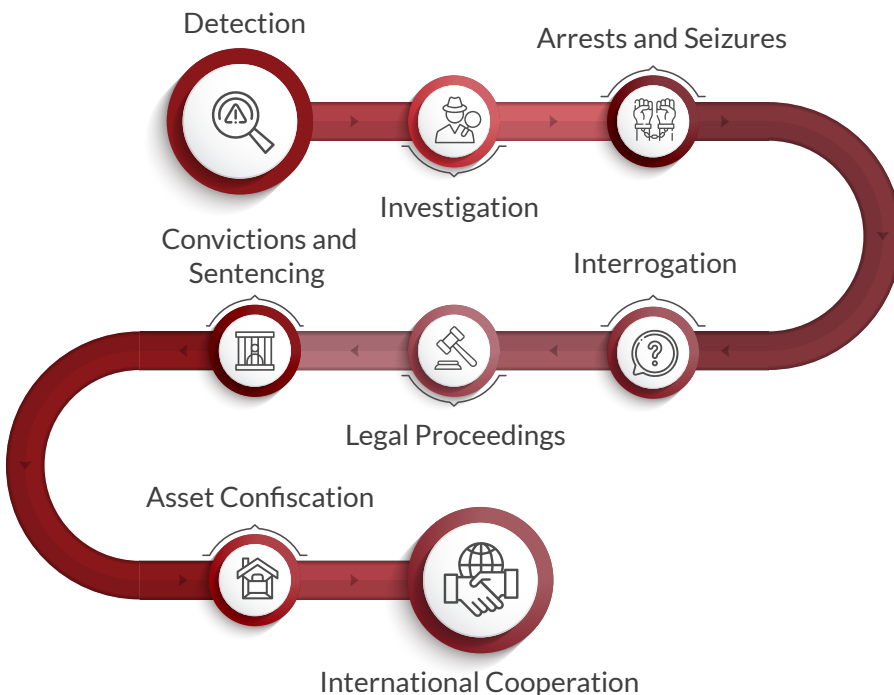 Detection
Arrests and Seizures
Investigation
Convictions and
Sentencing
Interrogation
Legal Proceedings
Asset Confiscation
International Cooperation